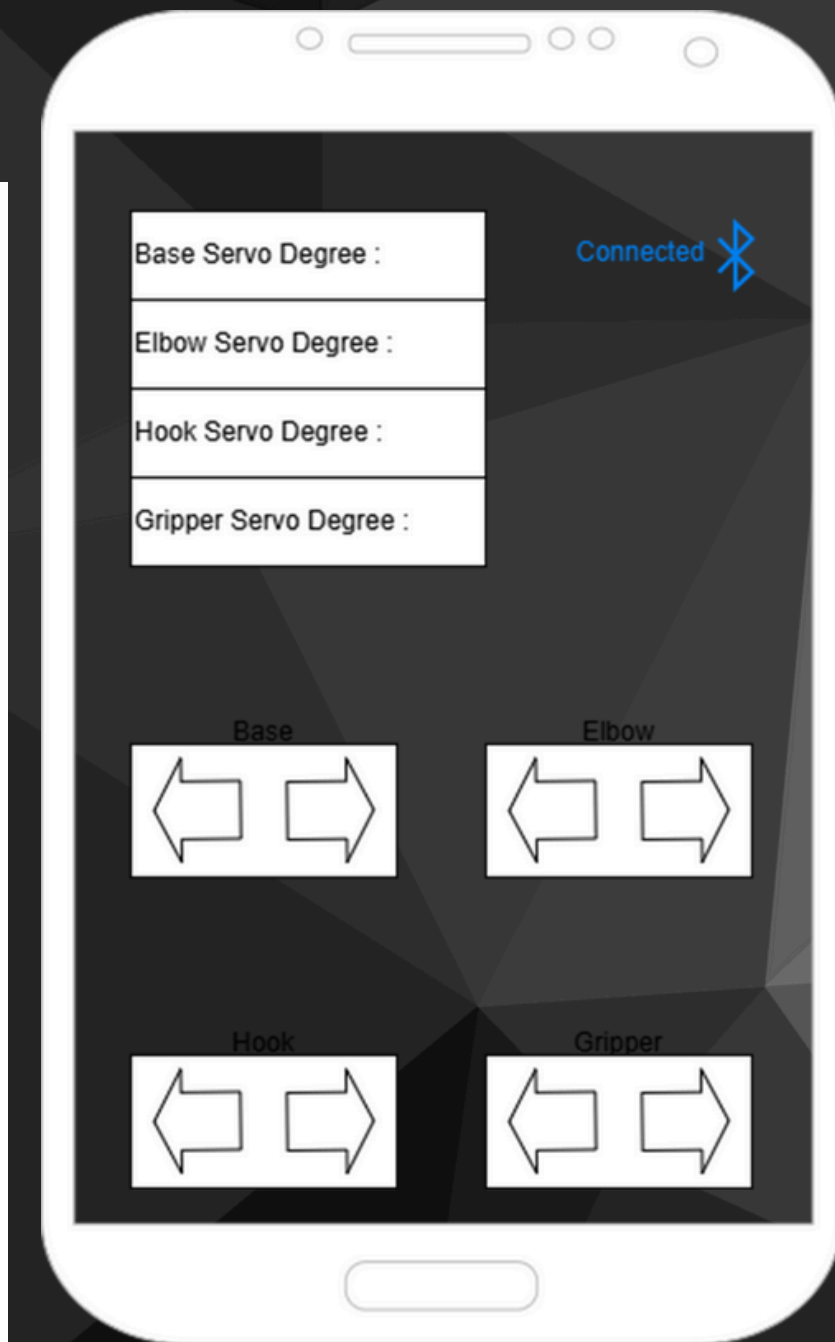 Base Servo Degree :
Connected
Elbow Servo Degree :
Hook Servo Degree :
Gripper Servo Degree :
Base
Elbow
Hook
Gripper